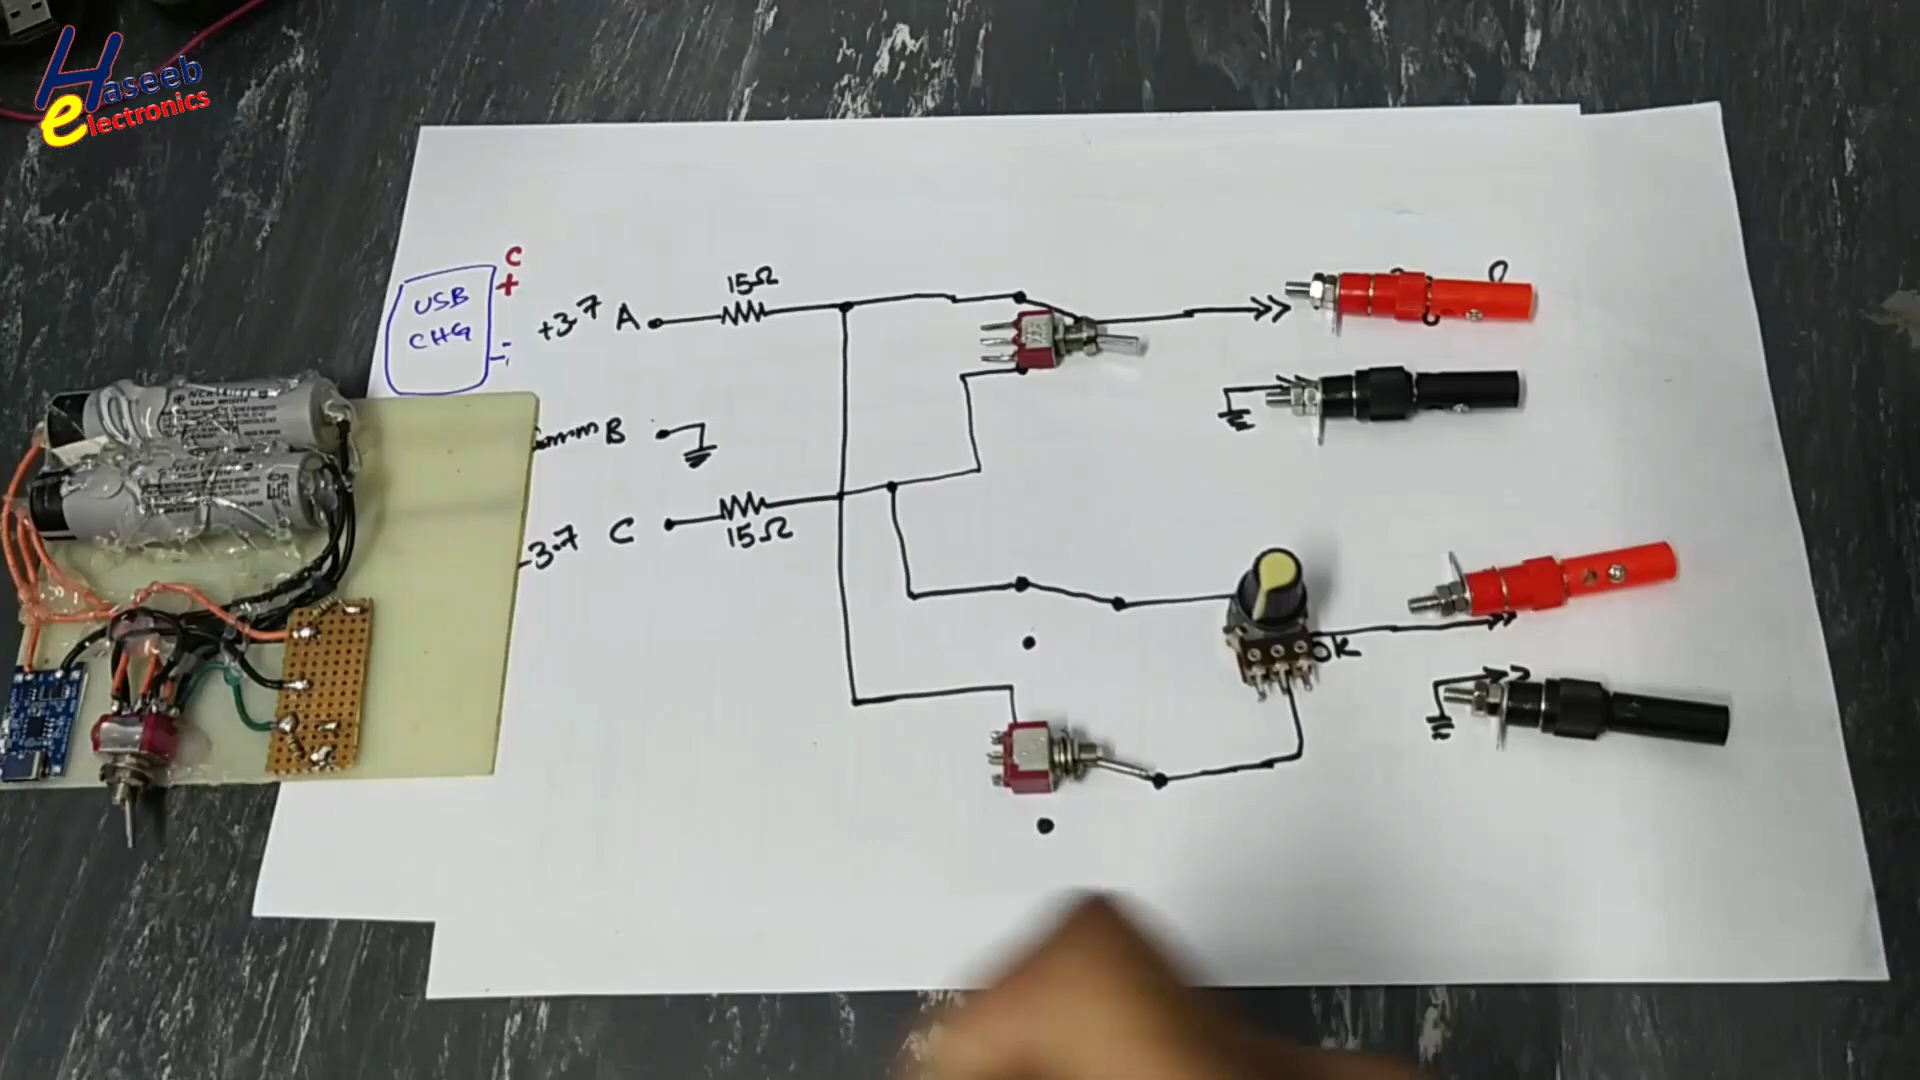 Haseeb
electronics
C
+
USB
CHG
-
+3.7 A
15Ω
B
-3.7 C
15Ω